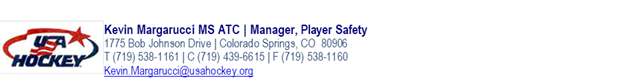 USA
HOCKEY
Kevin Margarucci MS ATC | Manager, Player Safety
1775 Bob Johnson Drive | Colorado Springs, CO  80906
T (719) 538-1161 | C (719) 439-6615 | F (719) 538-1160
Kevin.Margarucci@usahockey.org